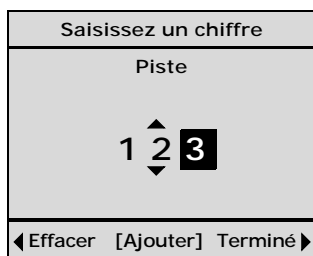 Saisissez un chiffre
Piste
1 2 3
Effacer [Ajouter] Terminé